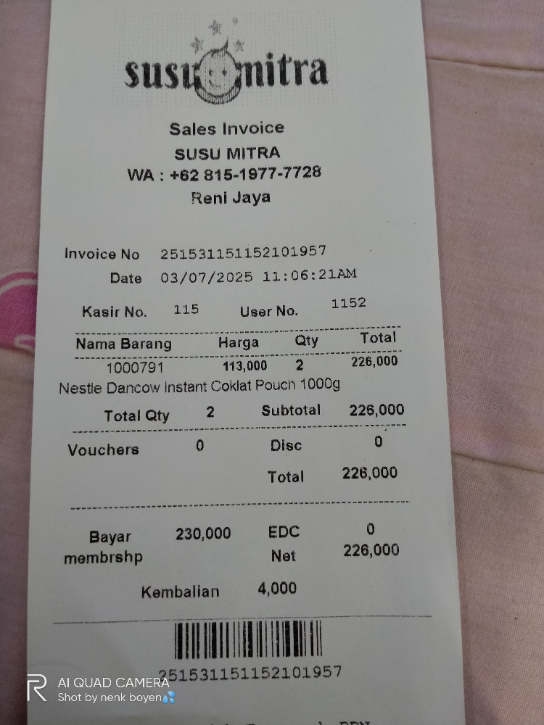 susu mitra
Sales Invoice
SUSU MITRA
WA : +62 815-1977-7728
Reni Jaya
Invoice No 251531151152101957
Date 03/07/2025 11:06:21AM
Kasir No. 115 User No. 1152
Nama Barang Harga Qty Total
1000791 113,000 2 226,000
Nestle Dancow Instant Coklat Pouch 1000g
Total Qty 2 Subtotal 226,000
Vouchers 0 Disc 0
Total 226,000
Bayar 230,000 EDC 0
membrshp Net 226,000
Kembalian 4,000
251531151152101957
AI QUAD CAMERA
Shot by nenk boyen💦